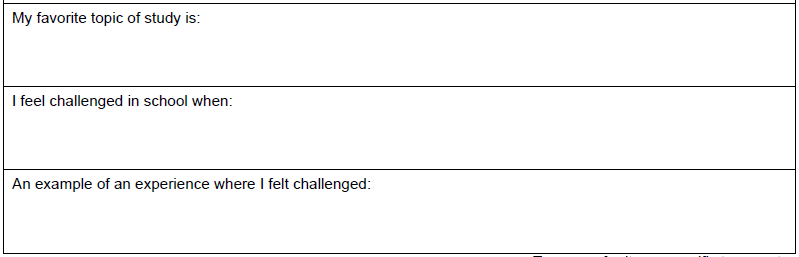 My favorite topic of study is:
I feel challenged in school when:
An example of an experience where I felt challenged: